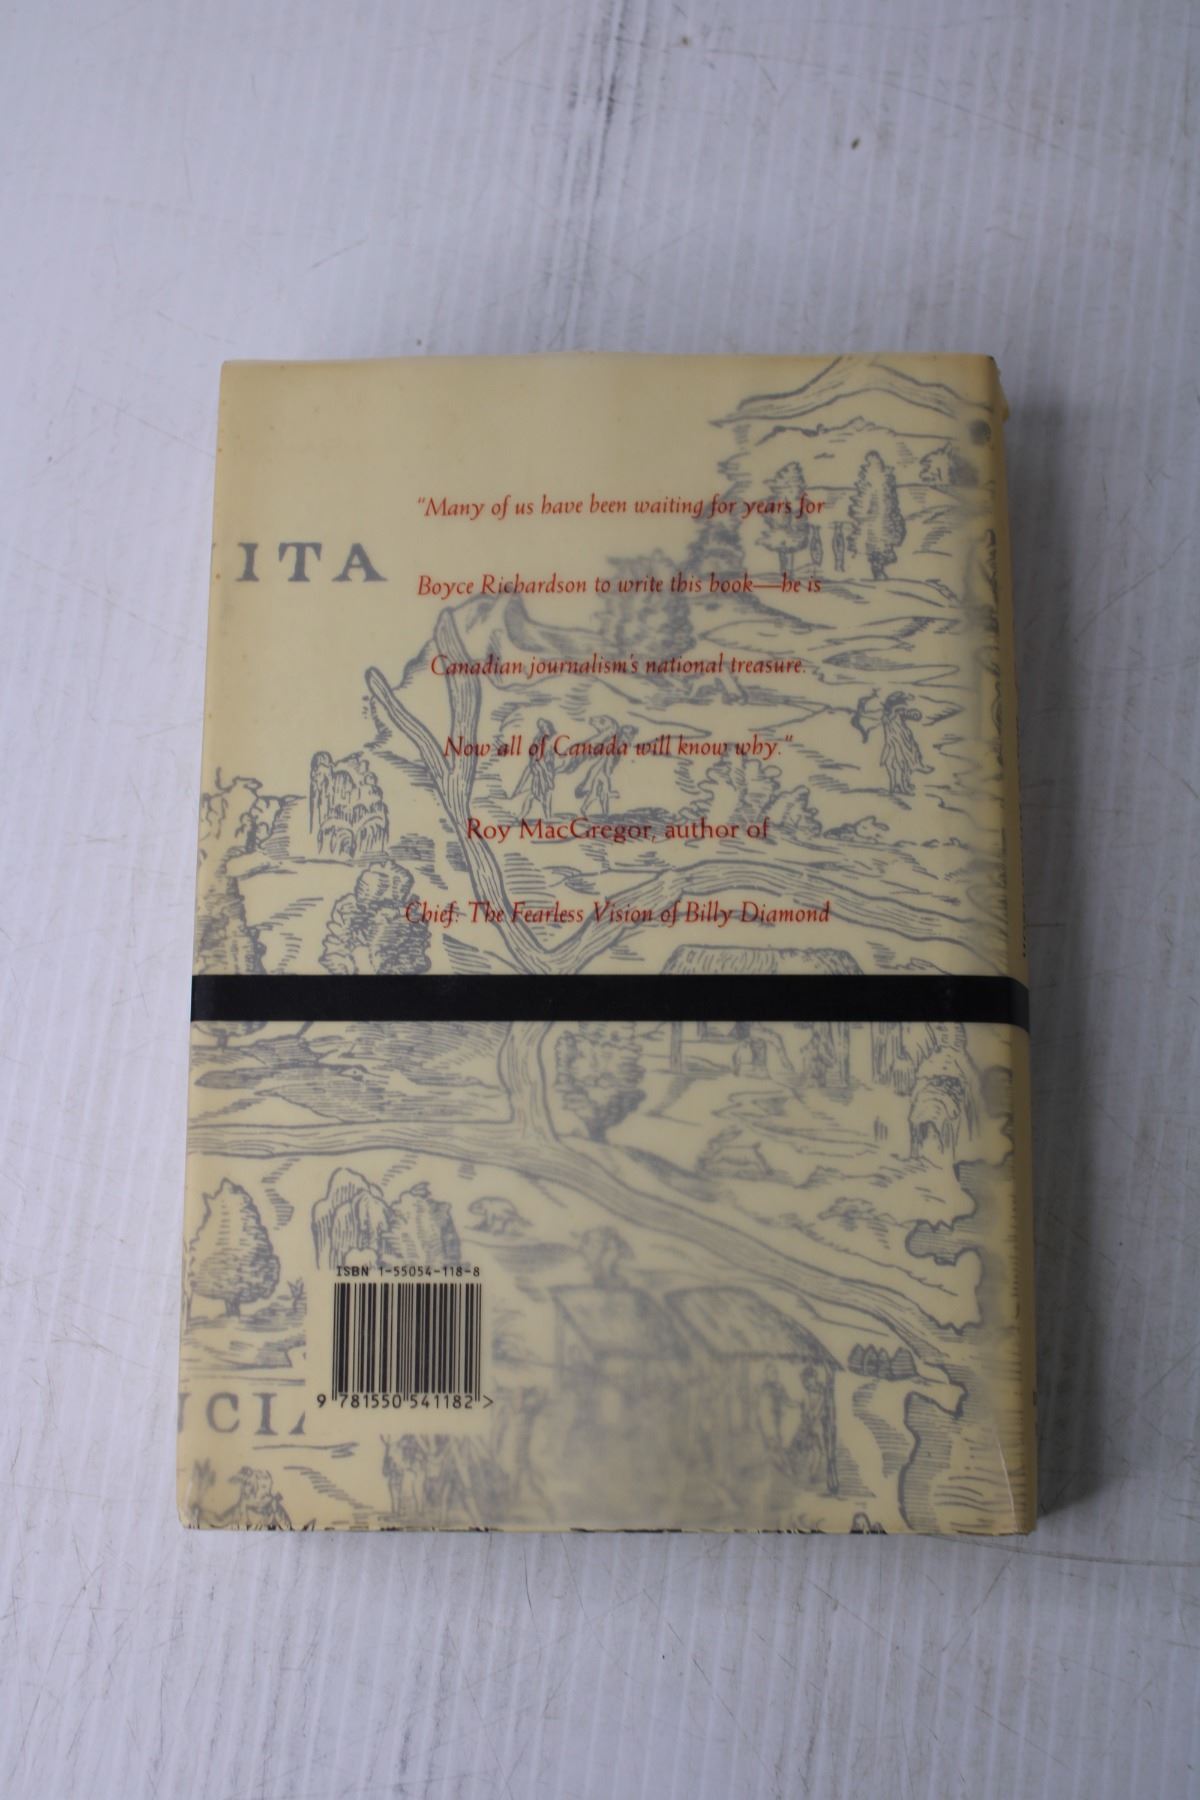 "Many of us have been waiting for years for
ITA
Boyce Richardson to write this book—he is
Canadian journalism's national treasure.
Now all of Canada will know why."
Roy MacGregor, author of
Chief: The Fearless Vision of Billy Diamond
ISBN 1-55054-118-8
9 781550 541182 >
NCIA